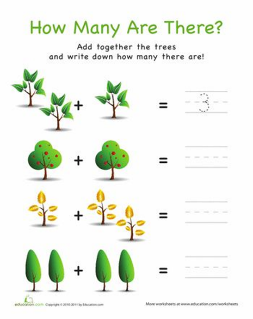 How Many Are There?
Add together the trees
and write down how many there are!
+ = 3
+ =
+ =
+ =
education.com Copyright © 2010-2011 by Education.com More worksheets at www.education.com/worksheets